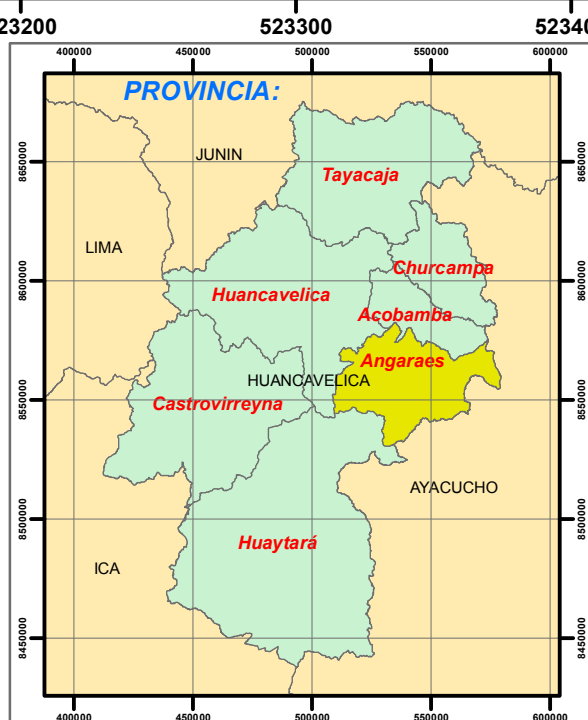 23200 523300 52340
400000 450000 500000 550000 600000
PROVINCIA:
JUNIN
8650000 8650000
Tayacaja
LIMA
Churcampa
8600000 8600000
Huancavelica
Acobamba
Angaraes
HUANCAVELICA
8550000 8550000
Castrovirreyna
AYACUCHO
8500000 8500000
Huaytará
ICA
8450000 8450000
400000 450000 500000 550000 600000